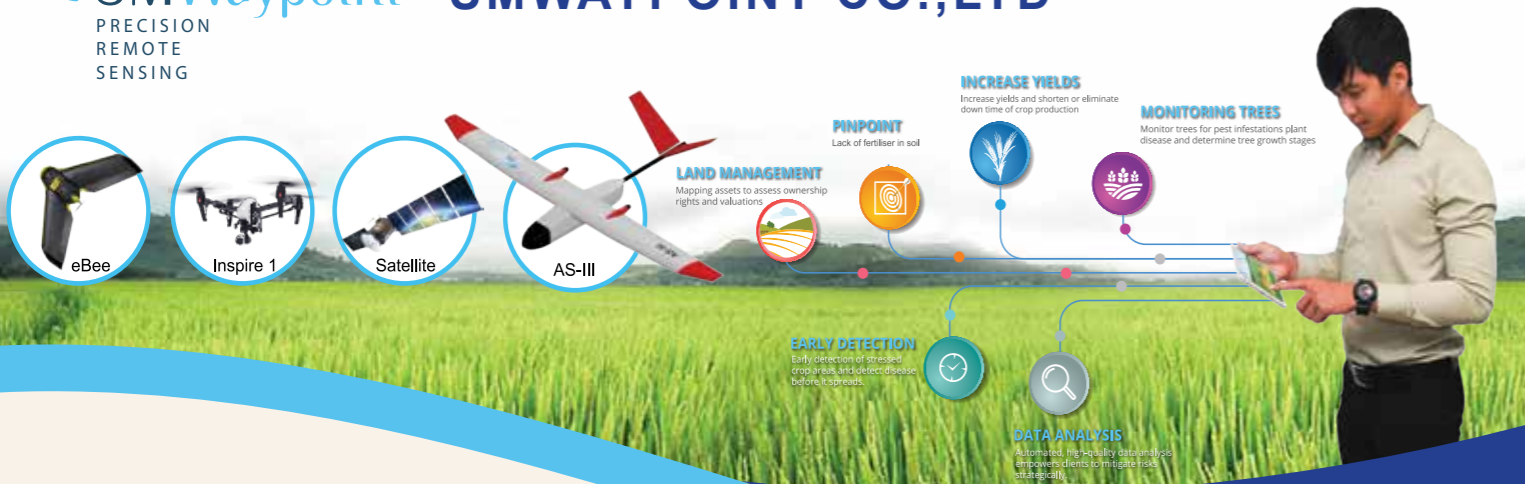 SMWaypoint
SMWAYPOINT CO.,LTD
PRECISION
REMOTE
SENSING
eBee
Inspire 1
Satellite
AS-III
LAND MANAGEMENT
Mapping assets to assess ownership
rights and valuations
PINPOINT
Lack of fertiliser in soil
INCREASE YIELDS
Increase yields and shorten or eliminate
down time of crop production
MONITORING TREES
Monitor trees for pest infestations plant
disease and determine tree growth stages
EARLY DETECTION
Early detection of stressed
crop areas and detect disease
before it spreads.
DATA ANALYSIS
Automated, high-quality data analysis
empowers clients to mitigate risks
strategically.